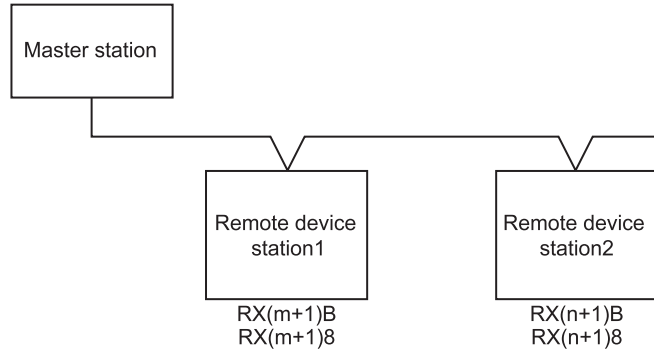 Master station
Remote device
station1
RX(m+1)B
RX(m+1)8
Remote device
station2
RX(n+1)B
RX(n+1)8